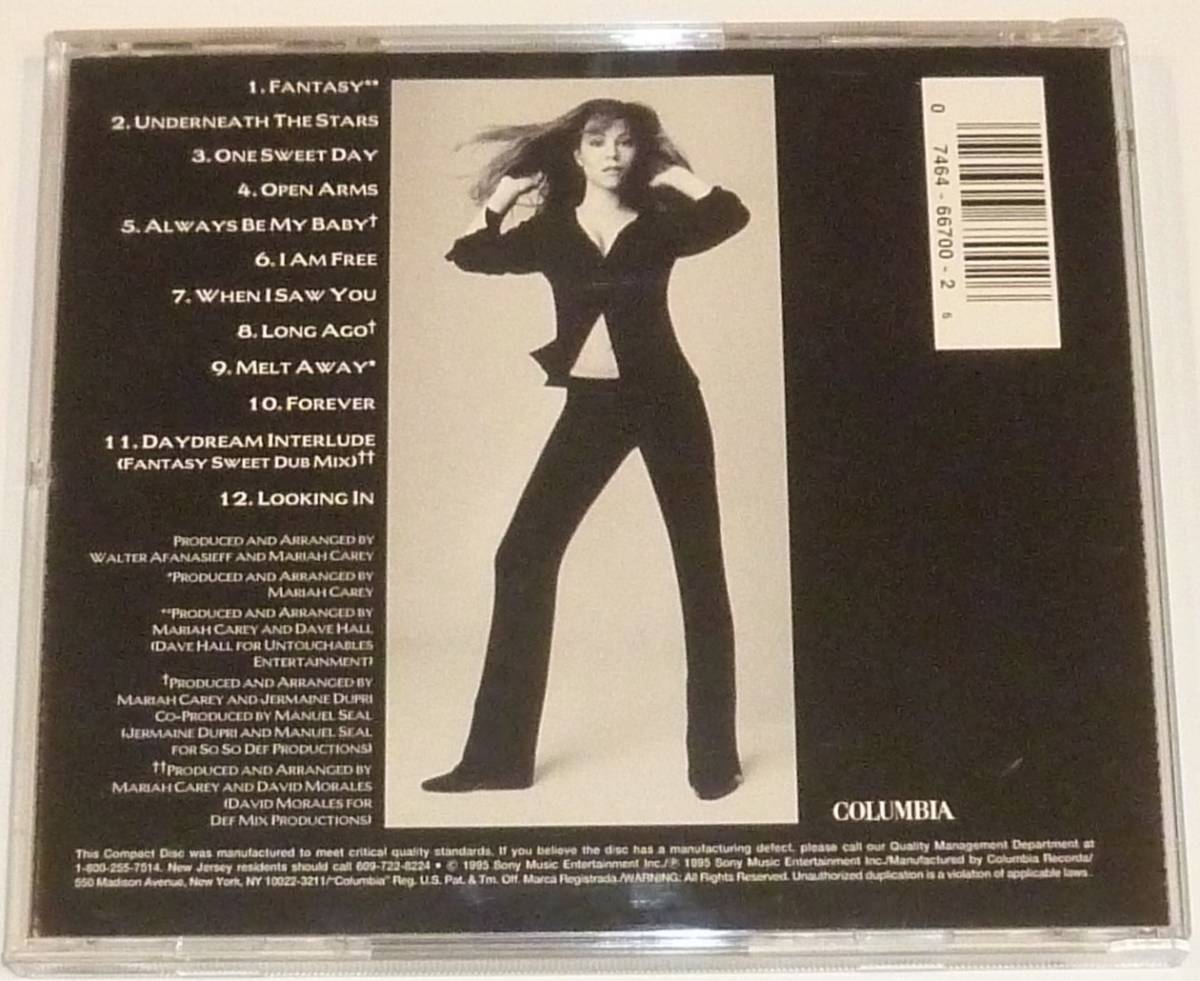 1. FANTASY**
2. UNDERNEATH THE STARS
3. ONE SWEET DAY
4. OPEN ARMS
5. ALWAYS BE MY BABY†
6. I AM FREE
7. WHEN I SAW YOU
8. LONG AGO†
9. MELT AWAY*
10. FOREVER
11. DAYDREAM INTERLUDE
(FANTASY SWEET DUB MIX)††
12. LOOKING IN
PRODUCED AND ARRANGED BY
WALTER AFANASIEFF AND MARIAH CAREY
*PRODUCED AND ARRANGED BY
MARIAH CAREY
**PRODUCED AND ARRANGED BY
MARIAH CAREY AND DAVE HALL
(DAVE HALL FOR UNTOUCHABLES
ENTERTAINMENT)
†PRODUCED AND ARRANGED BY
MARIAH CAREY AND JERMAINE DUPRI
CO-PRODUCED BY MANUEL SEAL
(JERMAINE DUPRI AND MANUEL SEAL
FOR SO SO DEF PRODUCTIONS)
††PRODUCED AND ARRANGED BY
MARIAH CAREY AND DAVID MORALES
(DAVID MORALES FOR
DEF MIX PRODUCTIONS)
0 7464-66700-2 6
COLUMBIA
This Compact Disc was manufactured to meet critical quality standards. If you believe the disc has a manufacturing defect, please call our Quality Management Department at
1-800-255-7514. New Jersey residents should call 609-722-8224 • © 1995 Sony Music Entertainment Inc./℗ 1995 Sony Music Entertainment Inc./Manufactured by Columbia Records/
550 Madison Avenue, New York, NY 10022-3211/"Columbia" Reg. U.S. Pat. & Tm. Off. Marca Registrada./WARNING: All Rights Reserved. Unauthorized duplication is a violation of applicable laws.